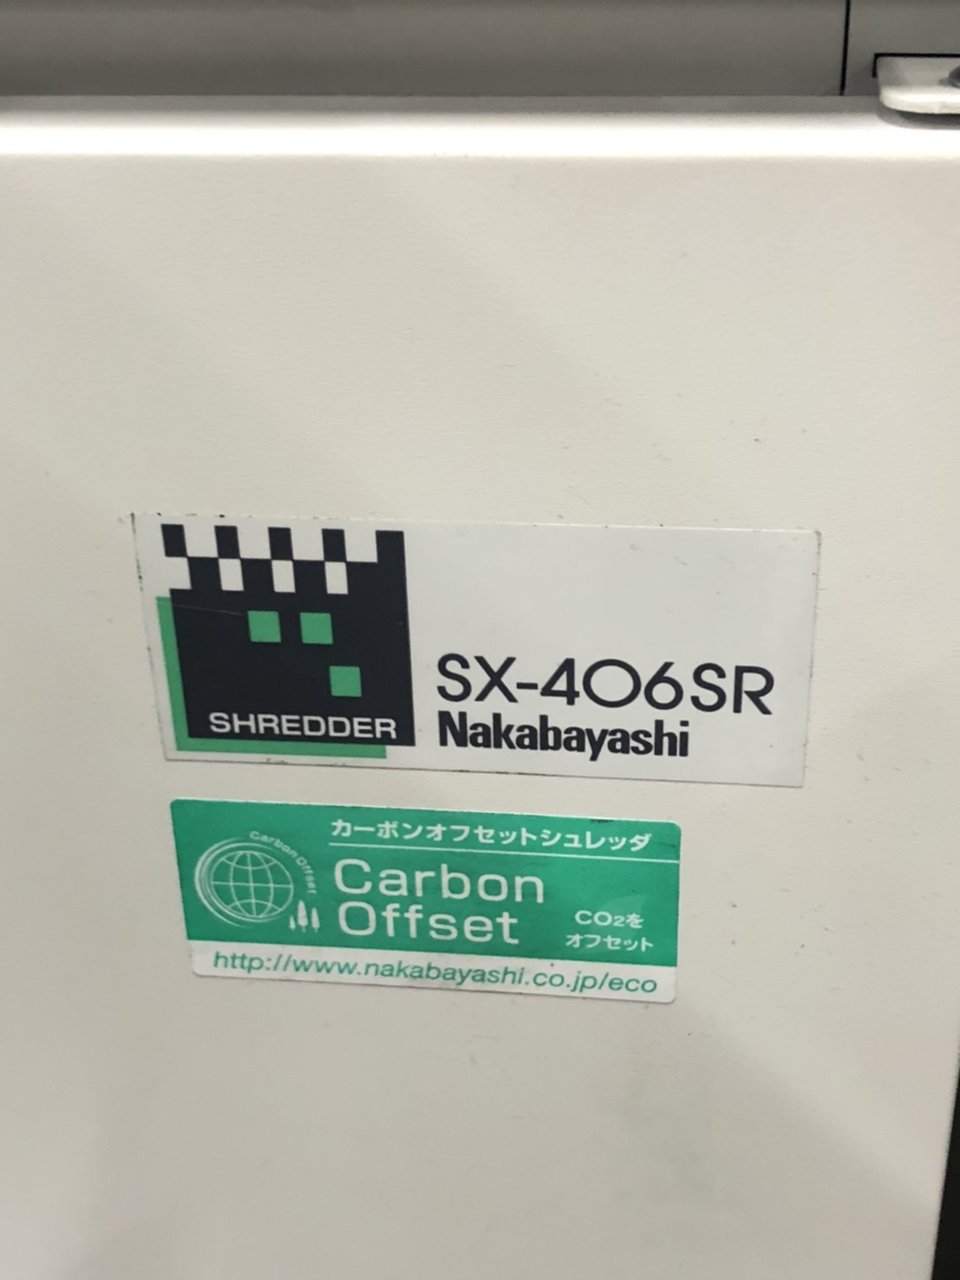 SHREDDER
SX-406SR
Nakabayashi
カーボンオフセットシュレッダ
Carbon Offset
Carbon
Offset
CO₂を
オフセット
http://www.nakabayashi.co.jp/eco